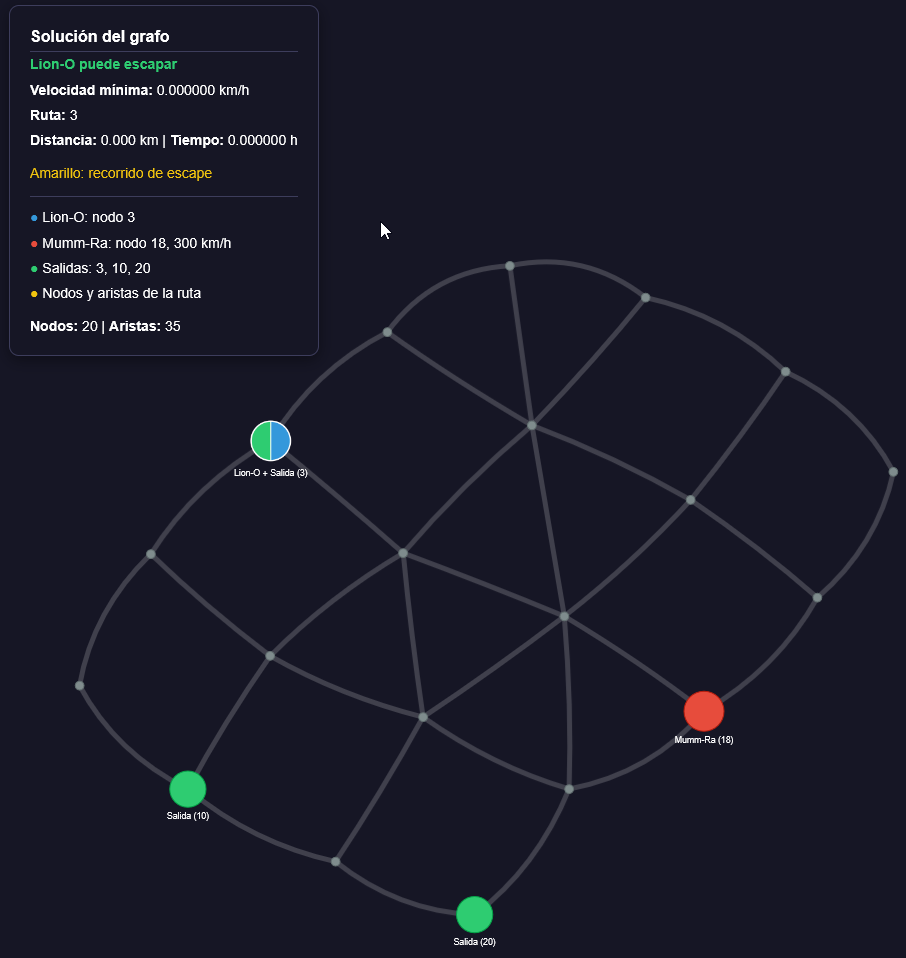 Solución del grafo
Lion-O puede escapar
Velocidad mínima: 0.000000 km/h
Ruta: 3
Distancia: 0.000 km | Tiempo: 0.000000 h
Amarillo: recorrido de escape
● Lion-O: nodo 3
● Mumm-Ra: nodo 18, 300 km/h
● Salidas: 3, 10, 20
● Nodos y aristas de la ruta
Nodos: 20 | Aristas: 35
Lion-O + Salida (3)
Mumm-Ra (18)
Salida (10)
Salida (20)